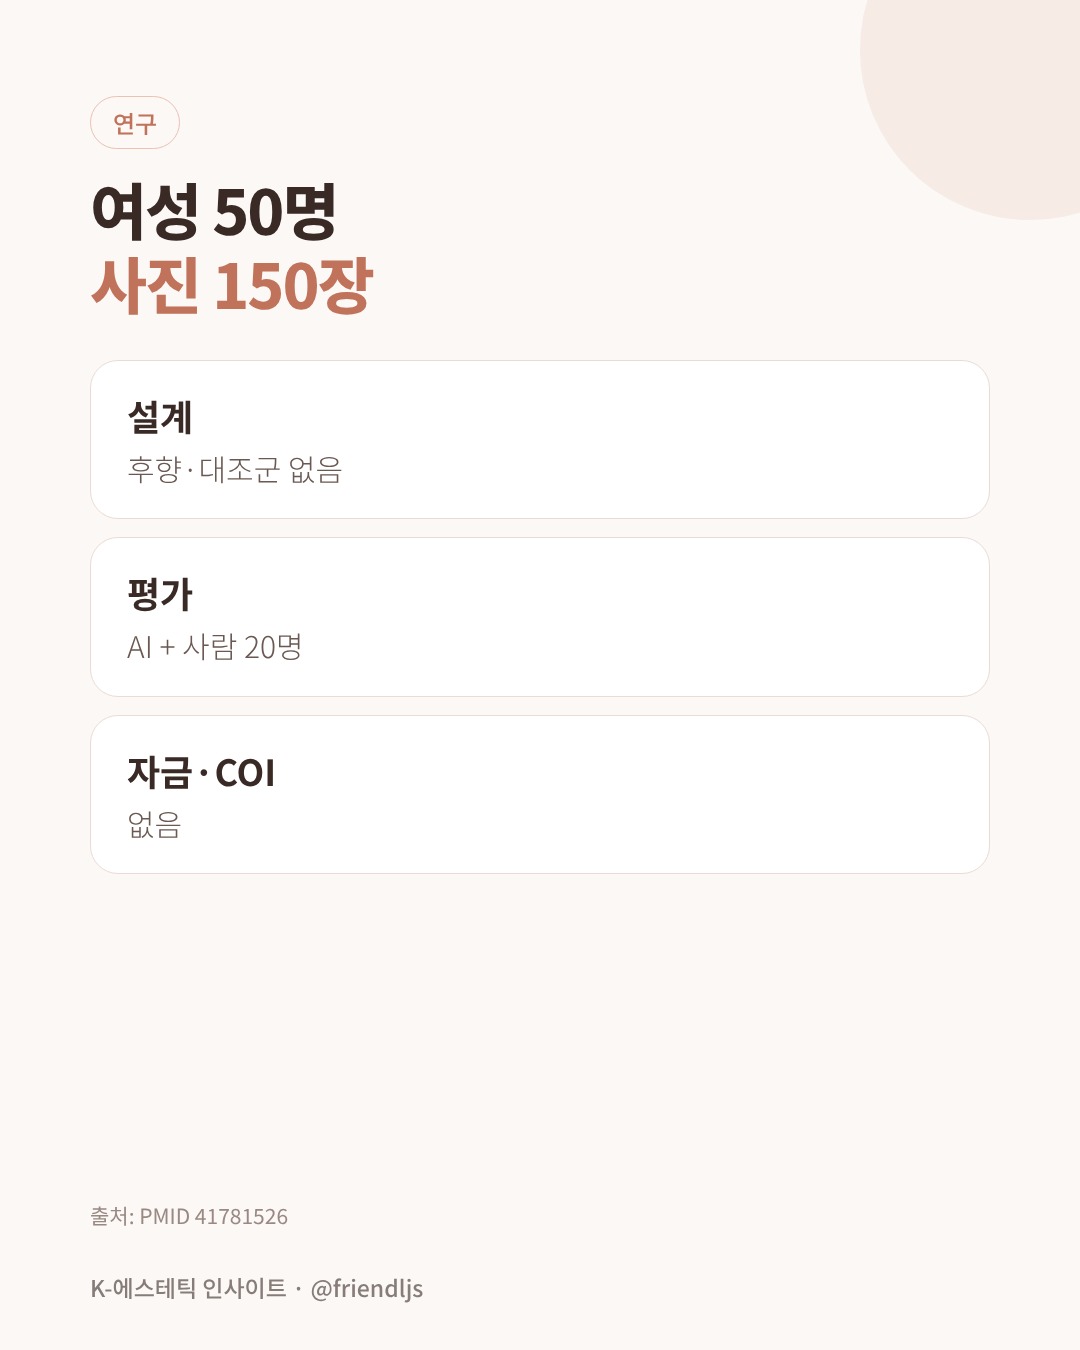 연구
여성 50명
사진 150장
설계
후향·대조군 없음
평가
AI + 사람 20명
자금·COI
없음
출처: PMID 41781526
K-에스테틱 인사이트 · @friendljs